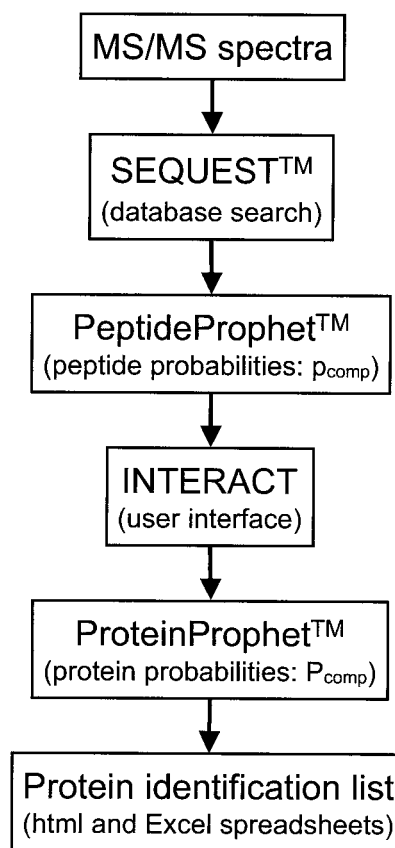 MS/MS spectra
SEQUEST™
(database search)
PeptideProphet™
(peptide probabilities: pcomp)
INTERACT
(user interface)
ProteinProphet™
(protein probabilities: Pcomp)
Protein identification list
(html and Excel spreadsheets)